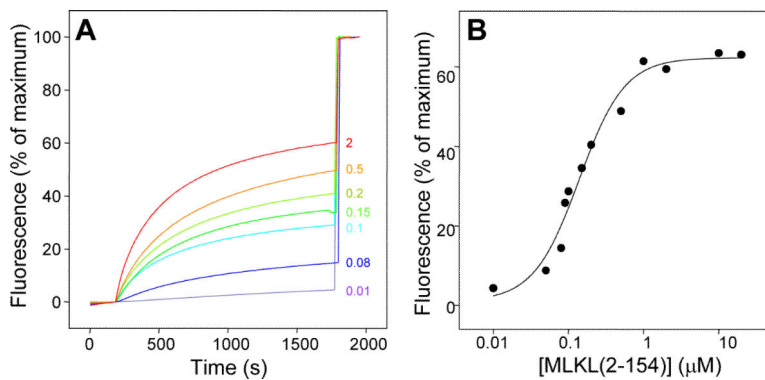 A
Fluorescence (% of maximum)
100
80
60
40
20
0
2
0.5
0.2
0.15
0.1
0.08
0.01
0 500 1000 1500 2000
Time (s)
B
Fluorescence (% of maximum)
60
40
20
0
0.01 0.1 1 10
[MLKL(2-154)] (μM)